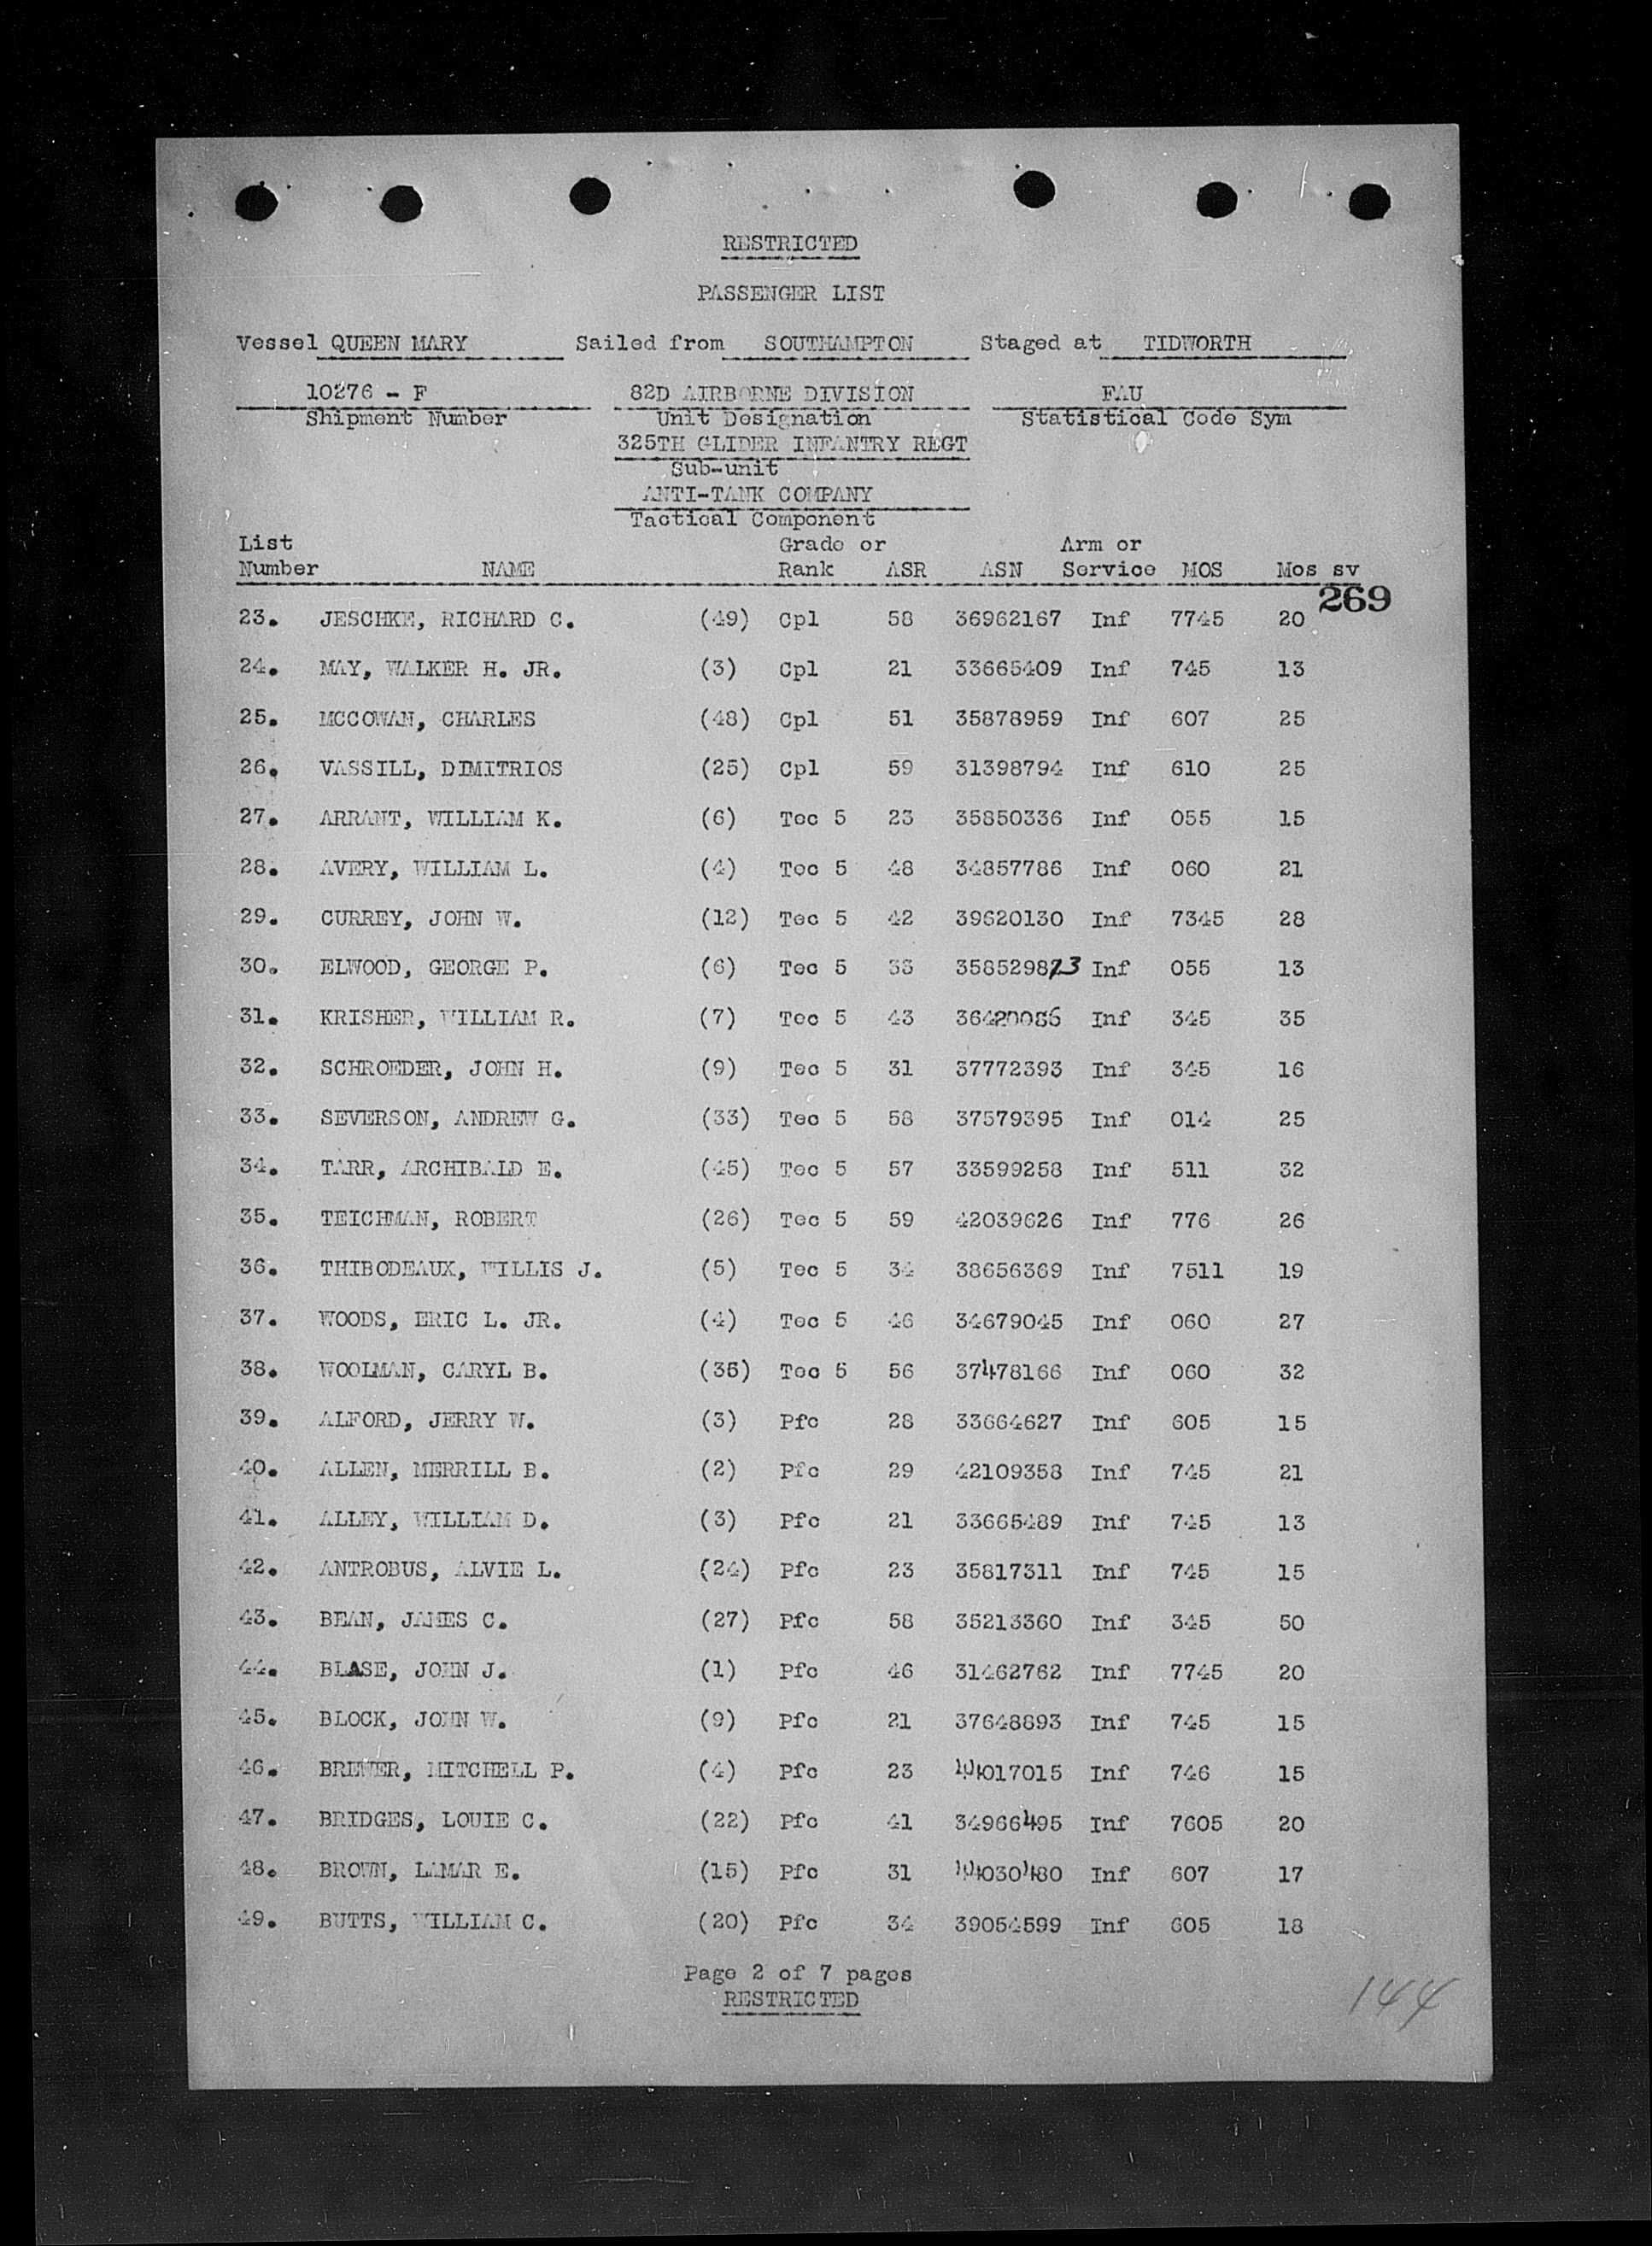 RESTRICTED
PASSENGER LIST
Vessel QUEEN MARY Sailed from SOUTHAMPTON Staged at TIDWORTH
10276 - F 82D AIRBORNE DIVISION FAU
Shipment Number Unit Designation Statistical Code Sym
325TH GLIDER INFANTRY REGT
Sub-unit
ANTI-TANK COMPANY
Tactical Component
List Grade or Arm or
Number NAME Rank ASR ASN Service MOS Mos sv
269
23. JESCHKE, RICHARD C. (49) Cpl 58 36962167 Inf 7745 20
24. MAY, WALKER H. JR. (3) Cpl 21 33665409 Inf 745 13
25. MCCOWAN, CHARLES (48) Cpl 51 35878959 Inf 607 25
26. VASSILL, DIMITRIOS (25) Cpl 59 31398794 Inf 610 25
27. ARRANT, WILLIAM K. (6) Tec 5 23 35850336 Inf 055 15
28. AVERY, WILLIAM L. (4) Tec 5 48 34857786 Inf 060 21
29. CURREY, JOHN W. (12) Tec 5 42 39620130 Inf 7345 28
30. ELWOOD, GEORGE P. (6) Tec 5 33 Inf 055 13
31. KRISHER, WILLIAM R. (7) Tec 5 43 Inf 345 35
32. SCHROEDER, JOHN H. (9) Tec 5 31 37772393 Inf 345 16
33. SEVERSON, ANDREW G. (33) Tec 5 58 37579395 Inf 014 25
34. TARR, ARCHIBALD E. (45) Tec 5 57 33599258 Inf 511 32
35. TEICHMAN, ROBERT (26) Tec 5 59 42039626 Inf 776 26
36. THIBODEAUX, WILLIS J. (5) Tec 5 34 38656369 Inf 7511 19
37. WOODS, ERIC L. JR. (4) Tec 5 46 34679045 Inf 060 27
38. WOOLMAN, CARYL B. (35) Tec 5 56 37478166 Inf 060 32
39. ALFORD, JERRY W. (3) Pfc 28 33664627 Inf 605 15
40. ALLEN, MERRILL B. (2) Pfc 29 42109358 Inf 745 21
41. ALLEY, WILLIAM D. (3) Pfc 21 33665489 Inf 745 13
42. ANTROBUS, ALVIE L. (24) Pfc 23 35817311 Inf 745 15
43. BEAN, JAMES C. (27) Pfc 58 35213360 Inf 345 50
44. BLASE, JOHN J. (1) Pfc 46 31462762 Inf 7745 20
45. BLOCK, JOHN W. (9) Pfc 21 37648893 Inf 745 15
46. BREWER, MITCHELL P. (4) Pfc 23 44017015 Inf 746 15
47. BRIDGES, LOUIE C. (22) Pfc 41 34966495 Inf 7605 20
48. BROWN, LAMAR E. (15) Pfc 31 44030480 Inf 607 17
49. BUTTS, WILLIAM C. (20) Pfc 34 39054599 Inf 605 18
Page 2 of 7 pages
RESTRICTED
144